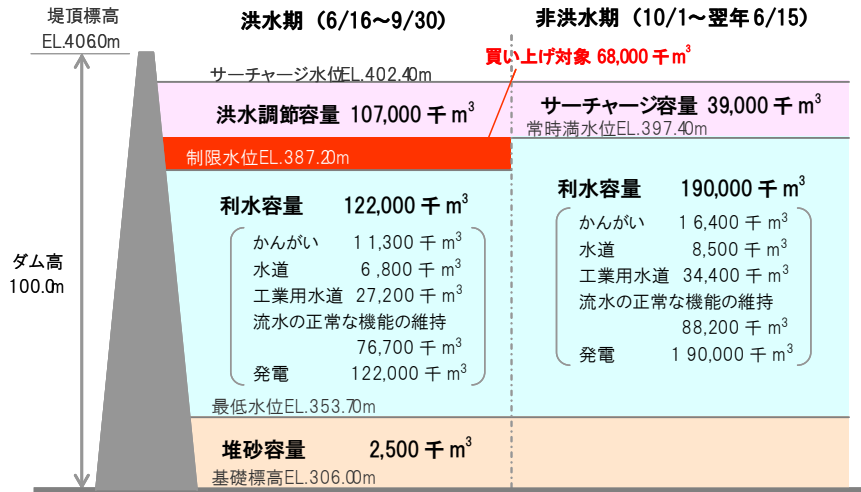 堤頂標高
EL.406.0m
洪水期（6/16～9/30）
非洪水期（10/1～翌年6/15）
買い上げ対象 68,000 千㎥
サーチャージ水位EL.402.40m
洪水調節容量 107,000 千 m³
サーチャージ容量 39,000 千 m³
常時満水位EL.397.40m
制限水位EL.387.20m
利水容量 122,000 千 m³
かんがい 11,300 千 m³
水道 6,800 千 m³
工業用水道 27,200 千 m³
流水の正常な機能の維持
76,700 千 m³
発電 122,000 千 m³
利水容量 190,000 千 m³
かんがい 16,400 千 m³
水道 8,500 千 m³
工業用水道 34,400 千 m³
流水の正常な機能の維持
88,200 千 m³
発電 190,000 千 m³
ダム高
100.0m
最低水位EL.353.70m
堆砂容量 2,500 千 m³
基礎標高EL.306.00m